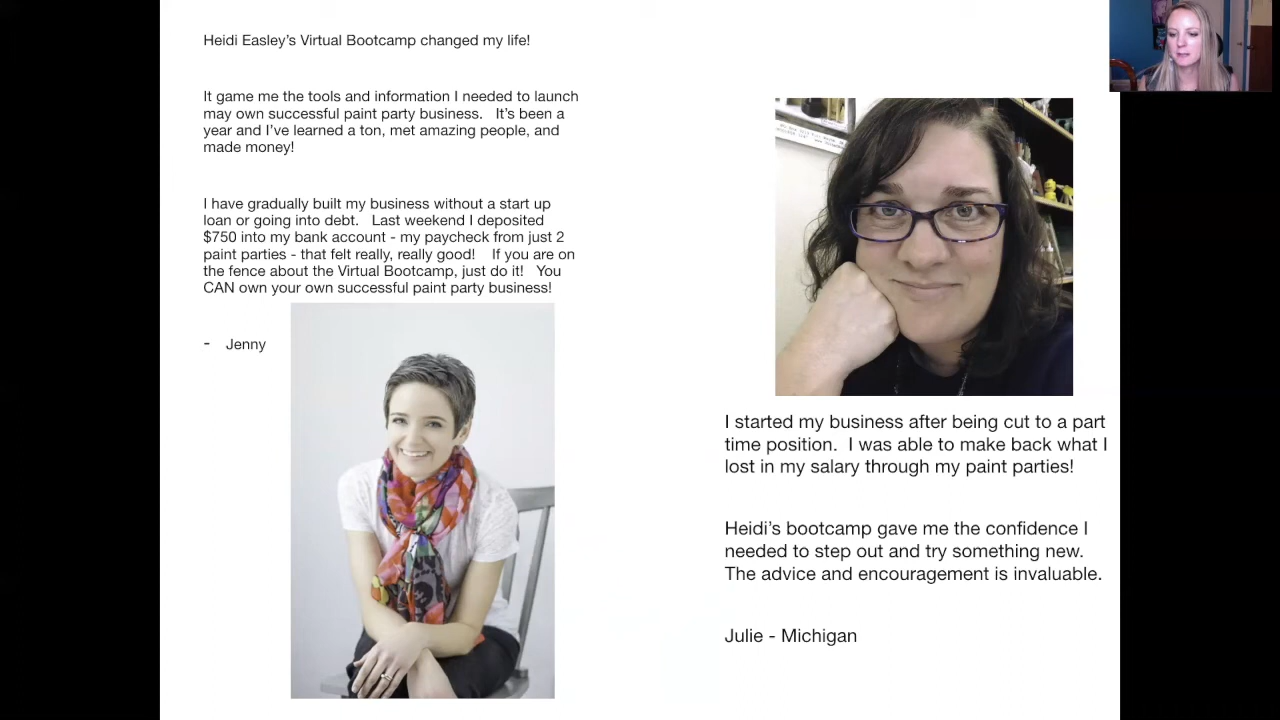 Heidi Easley's Virtual Bootcamp changed my life!
It game me the tools and information I needed to launch
may own successful paint party business. It's been a
year and I've learned a ton, met amazing people, and
made money!
I have gradually built my business without a start up
loan or going into debt. Last weekend I deposited
$750 into my bank account - my paycheck from just 2
paint parties - that felt really, really good! If you are on
the fence about the Virtual Bootcamp, just do it! You
CAN own your own successful paint party business!
- Jenny
I started my business after being cut to a part
time position. I was able to make back what I
lost in my salary through my paint parties!
Heidi's bootcamp gave me the confidence I
needed to step out and try something new.
The advice and encouragement is invaluable.
Julie - Michigan